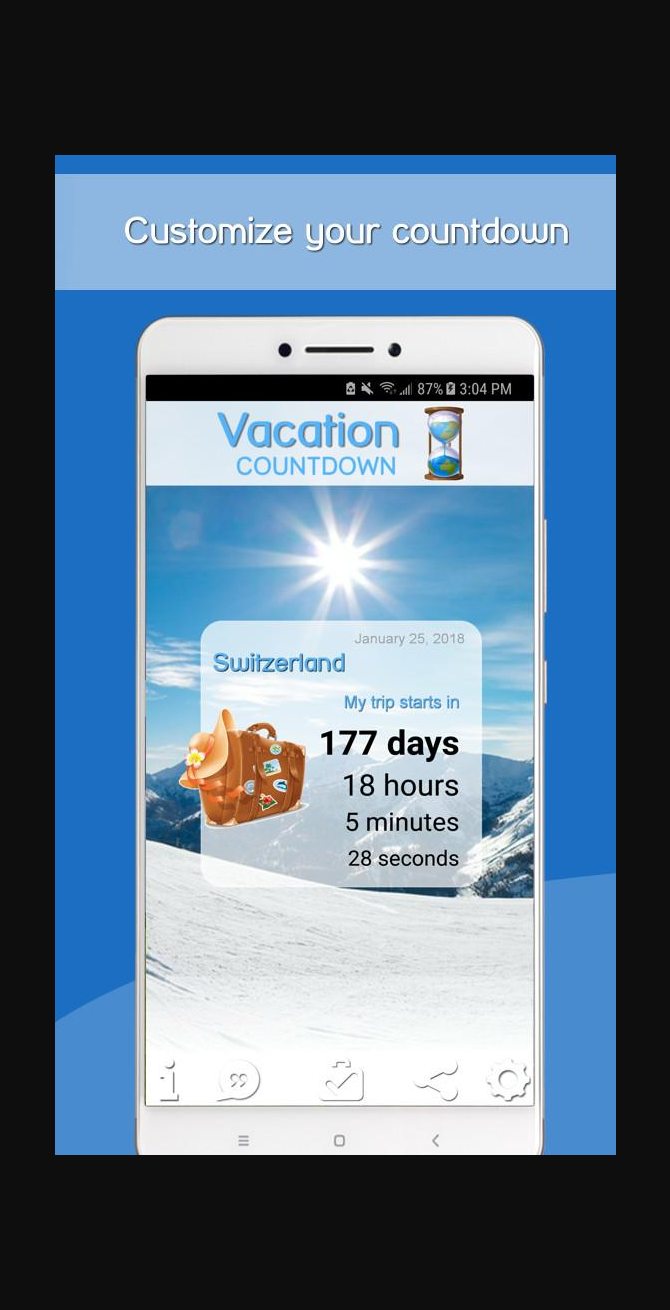 Customize your countdown
87% 3:04 PM
Vacation
COUNTDOWN
January 25, 2018
Switzerland
My trip starts in
177 days
18 hours
5 minutes
28 seconds